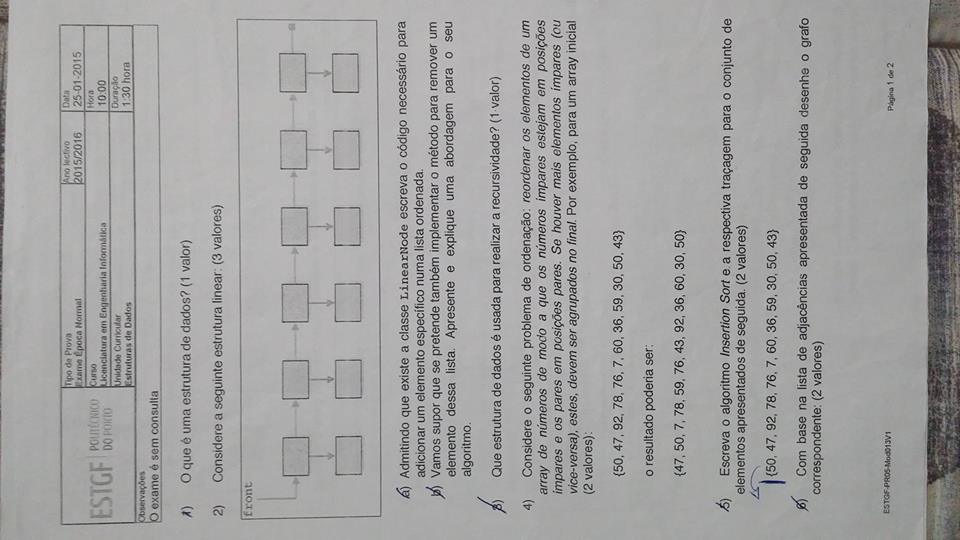 ESTGF POLITÉCNICO DO PORTO
Tipo de Prova
Exame Época Normal
Ano lectivo
2015/2016
Data
25-01-2015
Curso
Licenciatura em Engenharia Informática
Hora
10:00
Unidade Curricular
Estruturas de Dados
Duração
1:30 hora
Observações
O exame é sem consulta
1) O que é uma estrutura de dados? (1 valor)
2) Considere a seguinte estrutura linear: (3 valores)
front
a) Admitindo que existe a classe LinearNode escreva o código necessário para
adicionar um elemento específico numa lista ordenada.
b) Vamos supor que se pretende também implementar o método para remover um
elemento dessa lista. Apresente e explique uma abordagem para o seu
algoritmo.
3) Que estrutura de dados é usada para realizar a recursividade? (1 valor)
4) Considere o seguinte problema de ordenação: reordenar os elementos de um
array de números de modo a que os números ímpares estejam em posições
ímpares e os pares em posições pares. Se houver mais elementos ímpares (ou
vice-versa), estes, devem ser agrupados no final. Por exemplo, para um array inicial
(2 valores):
{50, 47, 92, 78, 76, 7, 60, 36, 59, 30, 50, 43}
o resultado poderia ser:
{47, 50, 7, 78, 59, 76, 43, 92, 36, 60, 30, 50}
5) Escreva o algoritmo Insertion Sort e a respectiva traçagem para o conjunto de
elementos apresentados de seguida. (2 valores)
{50, 47, 92, 78, 76, 7, 60, 36, 59, 30, 50, 43}
6) Com base na lista de adjacências apresentada de seguida desenhe o grafo
correspondente: (2 valores)
ESTGF-PR05-Mod013V1
Página 1 de 2